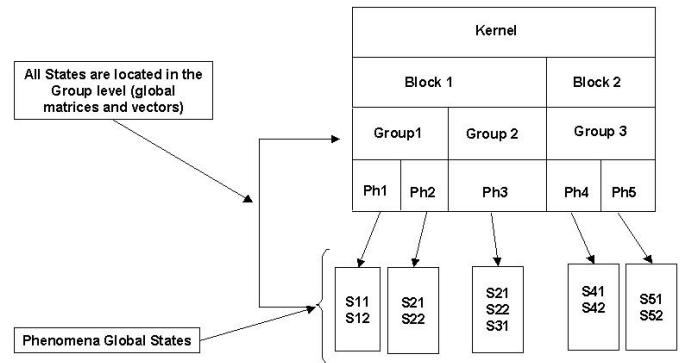 Kernel
All States are located in the
Group level (global
matrices and vectors)
Block 1
Block 2
Group1
Group 2
Group 3
Ph1
Ph2
Ph3
Ph4
Ph5
S11
S12
S21
S22
S21
S22
S31
S41
S42
S51
S52
Phenomena Global States